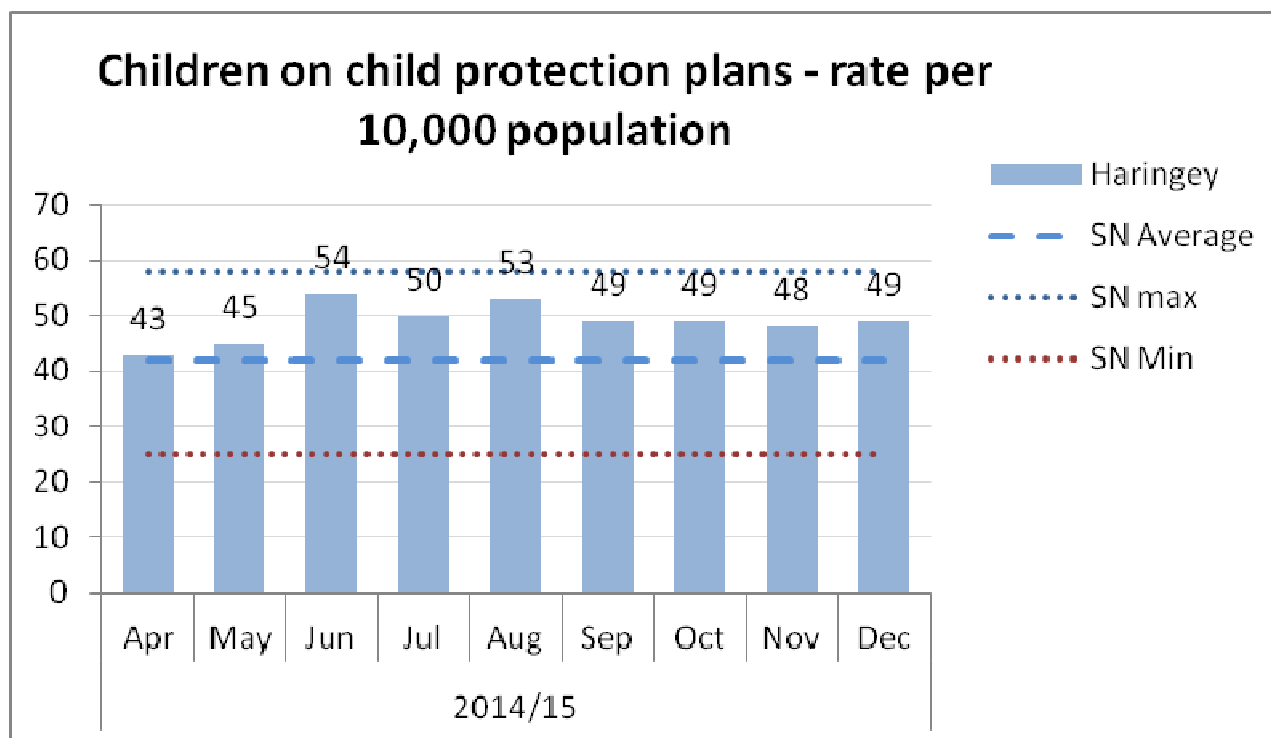 Children on child protection plans - rate per
10,000 population
Haringey
SN Average
SN max
SN Min
70
60
50
40
30
20
10
0
43
45
54
50
53
49
49
48
49
Apr May Jun Jul Aug Sep Oct Nov Dec
2014/15